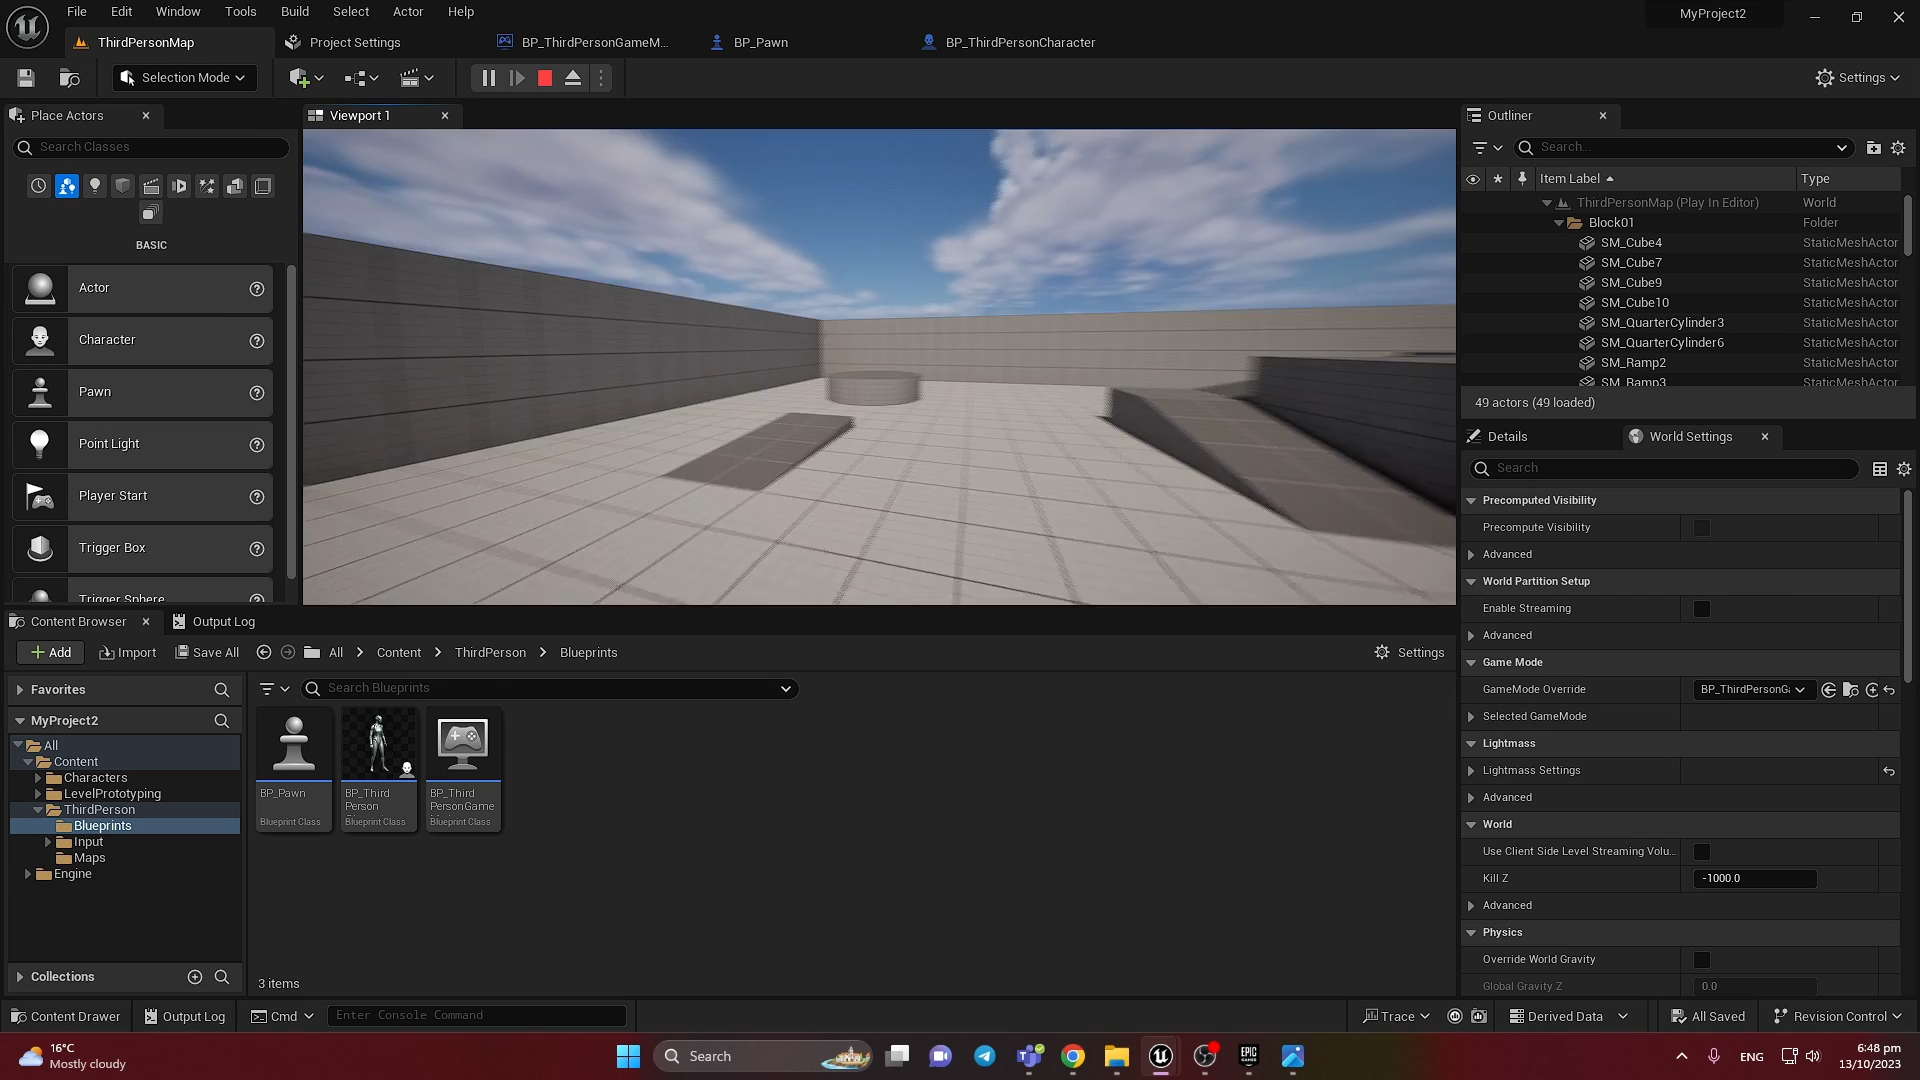 File Edit Window Tools Build Select Actor Help
MyProject2
ThirdPersonMap
Project Settings
BP_ThirdPersonGameM...
BP_Pawn
BP_ThirdPersonCharacter
Selection Mode
Settings
Place Actors
Viewport 1
Outliner
Search Classes
Search...
Item Label
Type
ThirdPersonMap (Play In Editor) World
Block01 Folder
SM_Cube4 StaticMeshActor
SM_Cube7 StaticMeshActor
SM_Cube9 StaticMeshActor
SM_Cube10 StaticMeshActor
SM_QuarterCylinder3 StaticMeshActor
SM_QuarterCylinder6 StaticMeshActor
SM_Ramp2 StaticMeshActor
SM_Ramp3 StaticMeshActor
49 actors (49 loaded)
BASIC
Actor
Character
Pawn
Point Light
Player Start
Trigger Box
Trigger Sphere
Details
World Settings
Search
Precomputed Visibility
Precompute Visibility
Advanced
World Partition Setup
Enable Streaming
Advanced
Game Mode
GameMode Override BP_ThirdPersonGa
Selected GameMode
Lightmass
Lightmass Settings
Advanced
World
Use Client Side Level Streaming Volu...
Kill Z -1000.0
Advanced
Physics
Override World Gravity
Global Gravity Z 0.0
Content Browser
Output Log
Add
Import
Save All
All > Content > ThirdPerson > Blueprints
Settings
Favorites
Search Blueprints
MyProject2
All
Content
Characters
LevelPrototyping
ThirdPerson
Blueprints
Input
Maps
Engine
Collections
BP_Pawn
Blueprint Class
BP_Third
Person
Blueprint Class
BP_Third
PersonGame
Blueprint Class
3 items
Content Drawer
Output Log
Cmd
Enter Console Command
Trace
Derived Data
All Saved
Revision Control
16°C
Mostly cloudy
Search
EPIC
GAMES
ENG
6:48 pm
13/10/2023